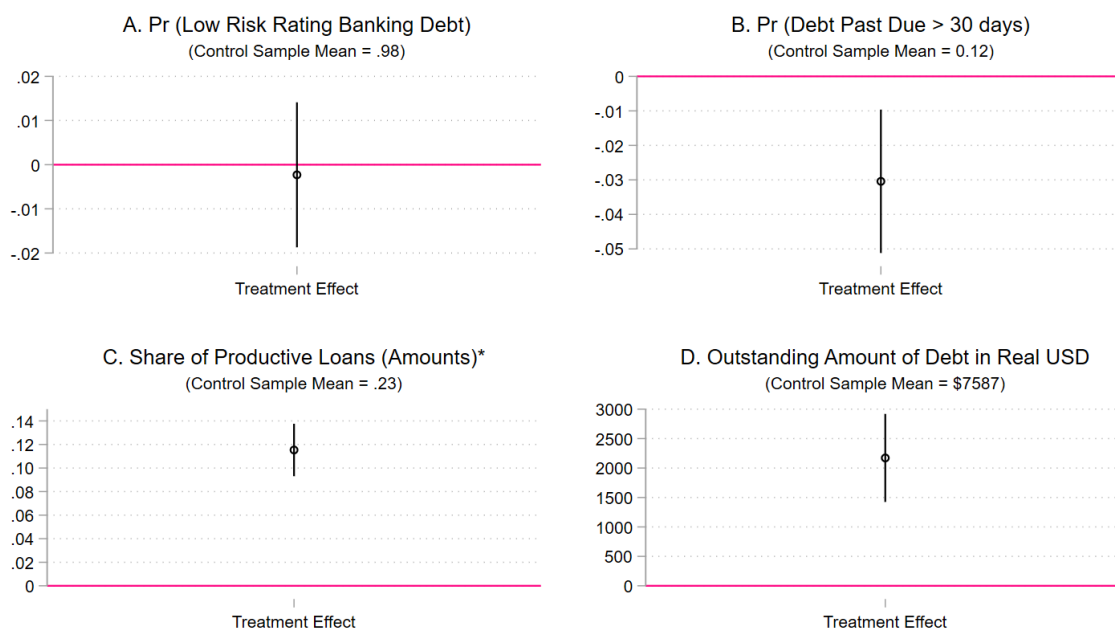 A. Pr (Low Risk Rating Banking Debt)
(Control Sample Mean = .98)
.02
.01
0
-.01
-.02
Treatment Effect
B. Pr (Debt Past Due > 30 days)
(Control Sample Mean = 0.12)
0
-.01
-.02
-.03
-.04
-.05
Treatment Effect
C. Share of Productive Loans (Amounts)*
(Control Sample Mean = .23)
.14
.12
.10
.08
.06
.04
.02
0
Treatment Effect
D. Outstanding Amount of Debt in Real USD
(Control Sample Mean = $7587)
3000
2500
2000
1500
1000
500
0
Treatment Effect